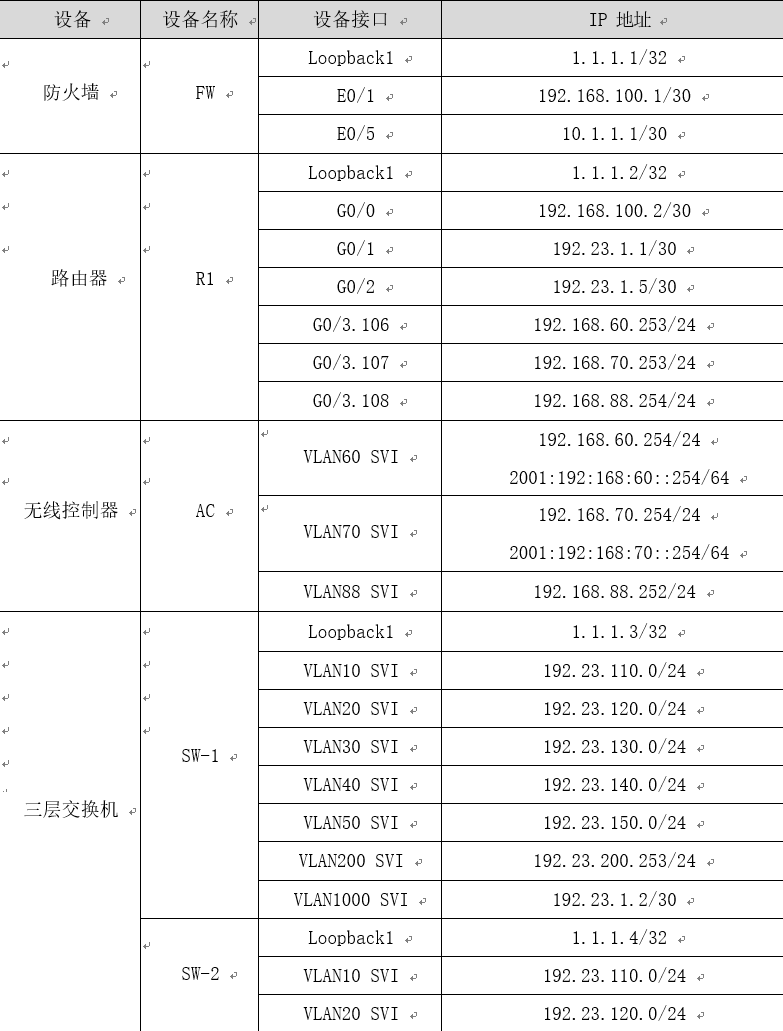 设备 设备名称 设备接口 IP 地址
防火墙 FW Loopback1 1.1.1.1/32
E0/1 192.168.100.1/30
E0/5 10.1.1.1/30
路由器 R1 Loopback1 1.1.1.2/32
G0/0 192.168.100.2/30
G0/1 192.23.1.1/30
G0/2 192.23.1.5/30
G0/3.106 192.168.60.253/24
G0/3.107 192.168.70.253/24
G0/3.108 192.168.88.254/24
无线控制器 AC VLAN60 SVI 192.168.60.254/24
2001:192:168:60::254/64
VLAN70 SVI 192.168.70.254/24
2001:192:168:70::254/64
VLAN88 SVI 192.168.88.252/24
三层交换机 SW-1 Loopback1 1.1.1.3/32
VLAN10 SVI 192.23.110.0/24
VLAN20 SVI 192.23.120.0/24
VLAN30 SVI 192.23.130.0/24
VLAN40 SVI 192.23.140.0/24
VLAN50 SVI 192.23.150.0/24
VLAN200 SVI 192.23.200.253/24
VLAN1000 SVI 192.23.1.2/30
SW-2 Loopback1 1.1.1.4/32
VLAN10 SVI 192.23.110.0/24
VLAN20 SVI 192.23.120.0/24